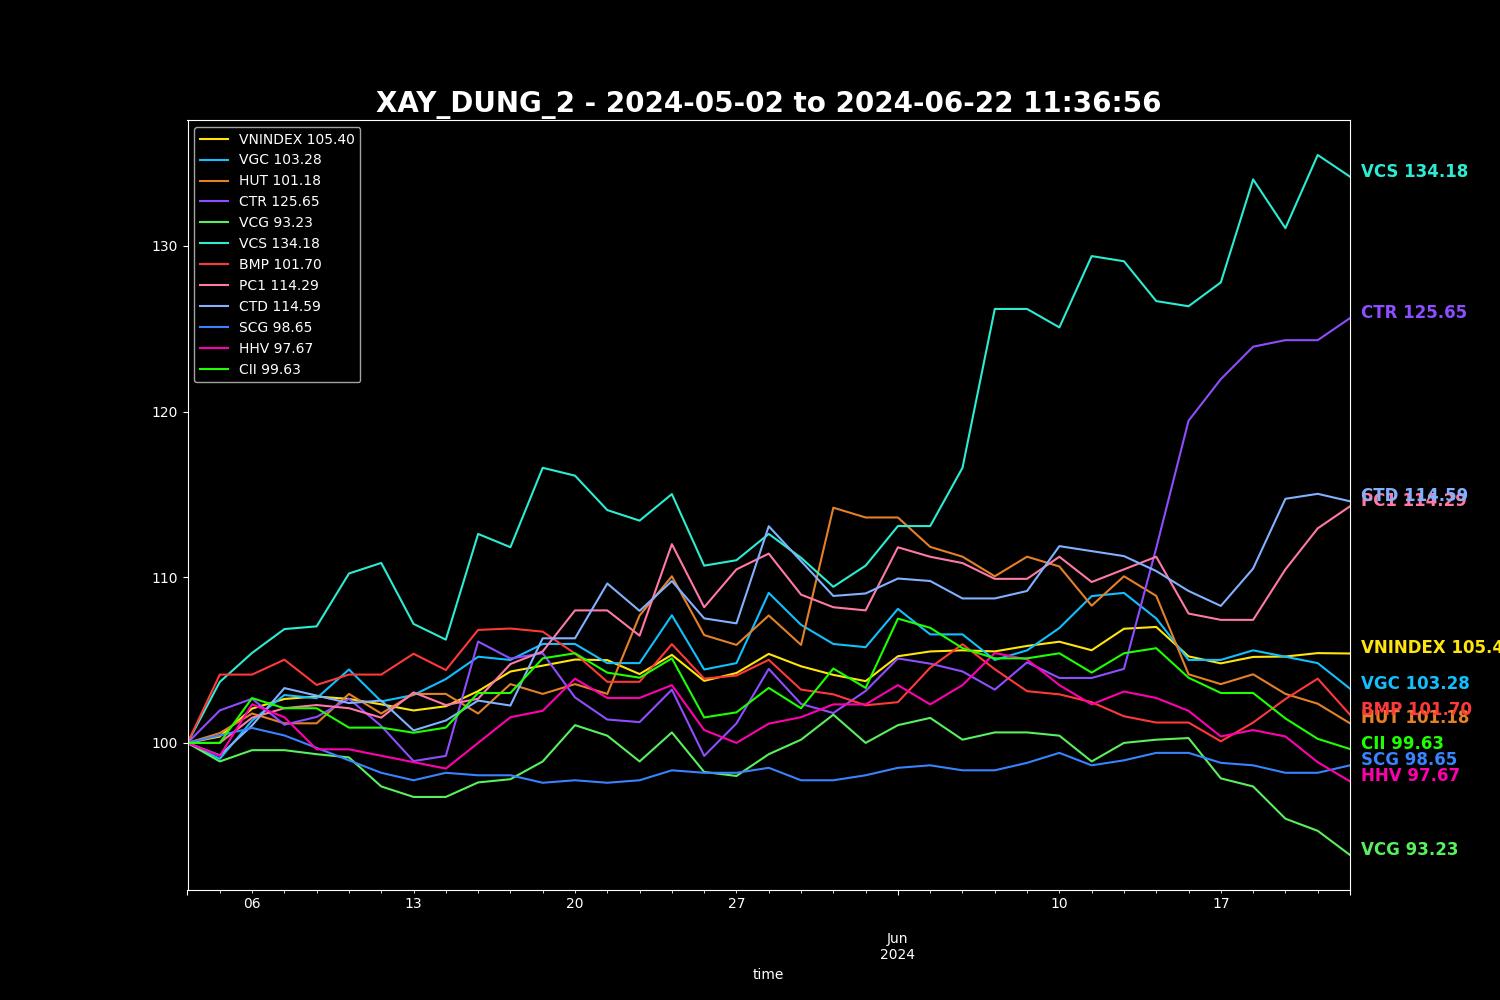 XAY_DUNG_2 - 2024-05-02 to 2024-06-22 11:36:56
VNINDEX 105.40
VGC 103.28
HUT 101.18
CTR 125.65
VCG 93.23
VCS 134.18
BMP 101.70
PC1 114.29
CTD 114.59
SCG 98.65
HHV 97.67
CII 99.63
130
120
110
100
VCS 134.18
CTR 125.65
CTD 114.59
PC1 114.29
VNINDEX 105.4
VGC 103.28
BMP 101.70
HUT 101.18
CII 99.63
SCG 98.65
HHV 97.67
VCG 93.23
06
13
20
27
10
17
Jun
2024
time